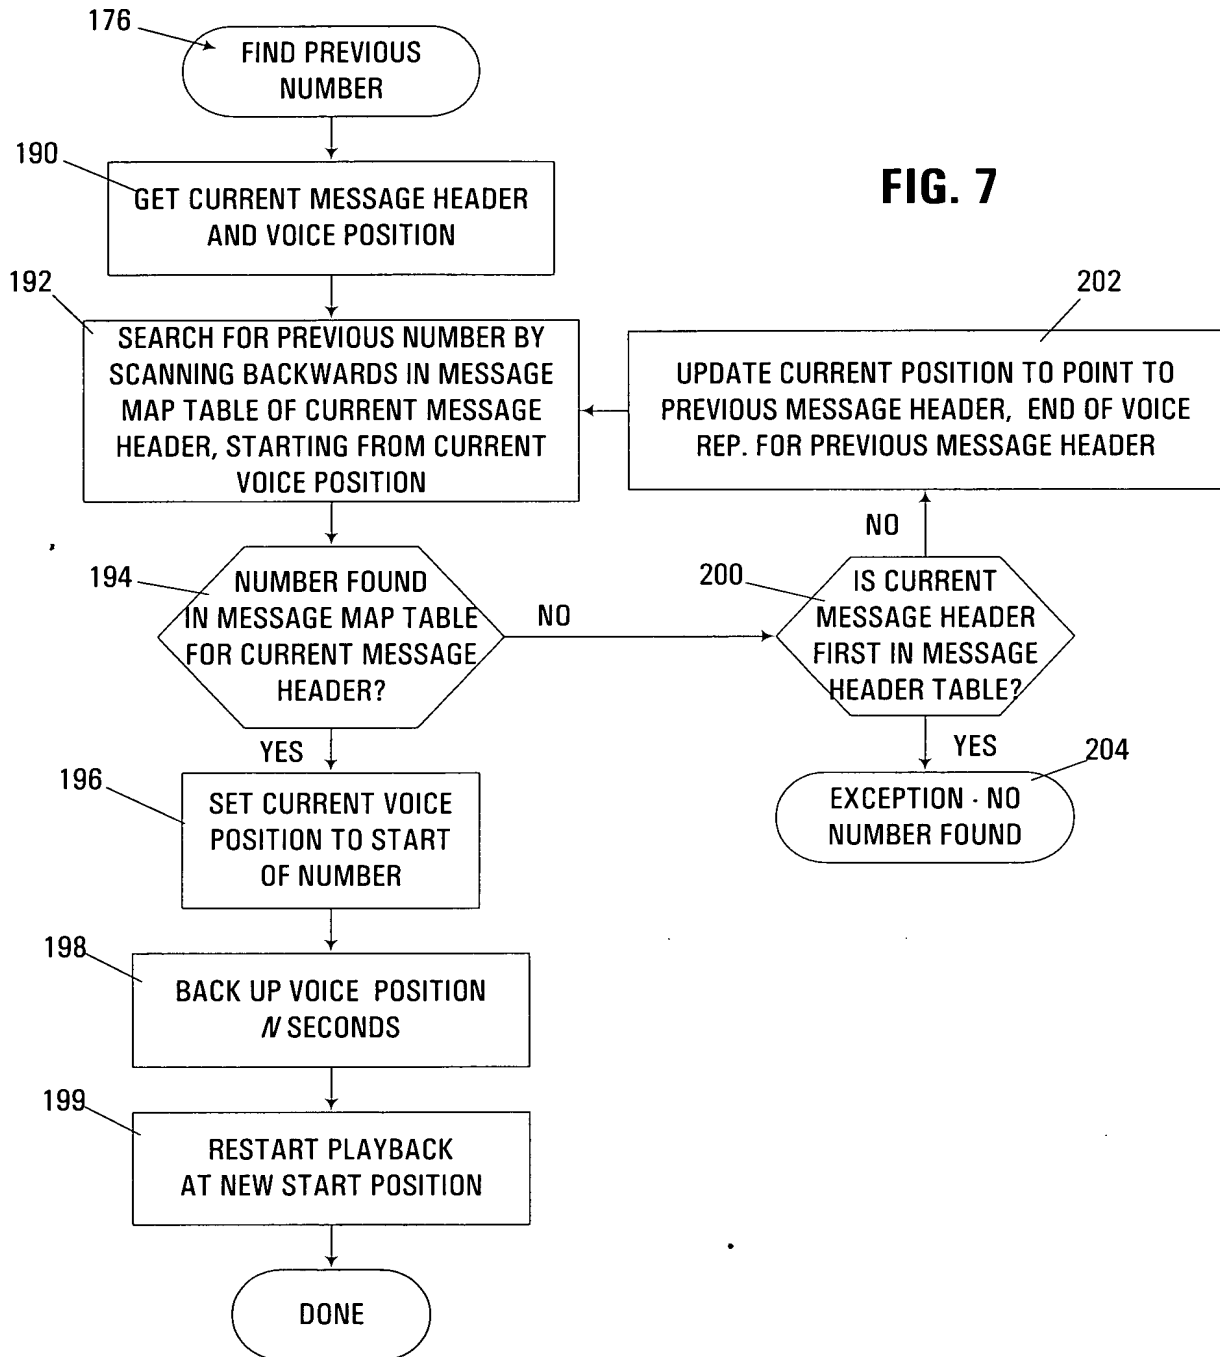 176
FIND PREVIOUS
NUMBER
190
GET CURRENT MESSAGE HEADER
AND VOICE POSITION
FIG. 7
192
SEARCH FOR PREVIOUS NUMBER BY
SCANNING BACKWARDS IN MESSAGE
MAP TABLE OF CURRENT MESSAGE
HEADER, STARTING FROM CURRENT
VOICE POSITION
202
UPDATE CURRENT POSITION TO POINT TO
PREVIOUS MESSAGE HEADER, END OF VOICE
REP. FOR PREVIOUS MESSAGE HEADER
194
NUMBER FOUND
IN MESSAGE MAP TABLE
FOR CURRENT MESSAGE
HEADER?
NO
NO
200
IS CURRENT
MESSAGE HEADER
FIRST IN MESSAGE
HEADER TABLE?
YES
YES
196
SET CURRENT VOICE
POSITION TO START
OF NUMBER
204
EXCEPTION - NO
NUMBER FOUND
198
BACK UP VOICE POSITION
N SECONDS
199
RESTART PLAYBACK
AT NEW START POSITION
DONE